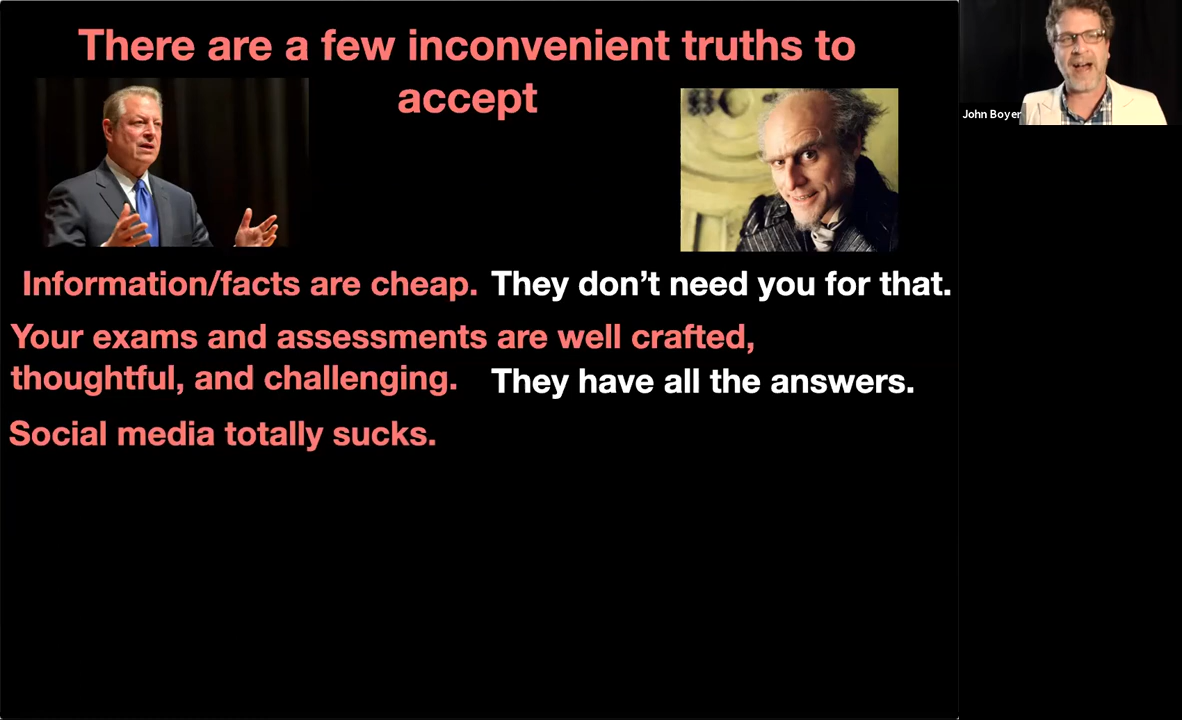 There are a few inconvenient truths to
accept
John Boyer
Information/facts are cheap. They don’t need you for that.
Your exams and assessments are well crafted,
thoughtful, and challenging. They have all the answers.
Social media totally sucks.